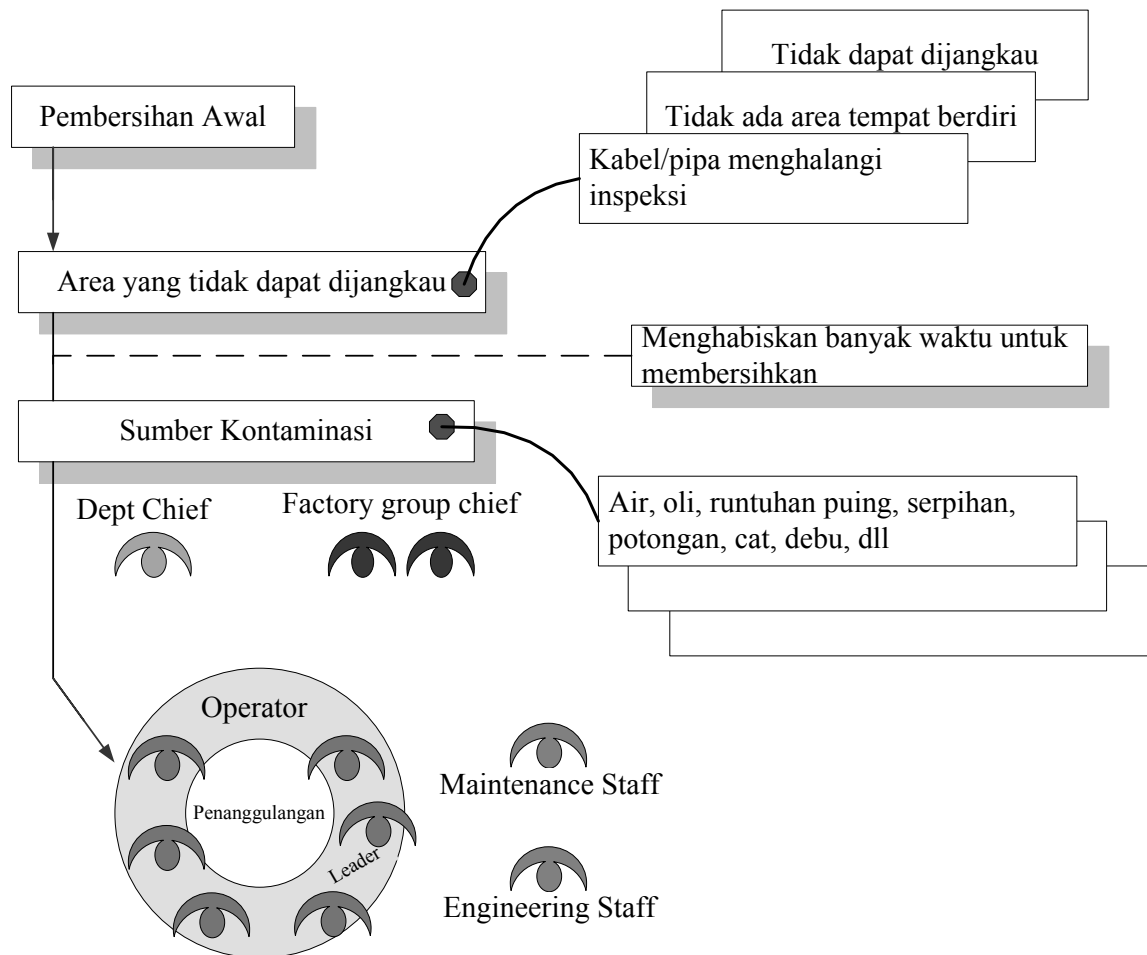 Tidak dapat dijangkau
Pembersihan Awal
Tidak ada area tempat berdiri
Kabel/pipa menghalangi
inspeksi
Area yang tidak dapat dijangkau
Menghabiskan banyak waktu untuk
membersihkan
Sumber Kontaminasi
Dept Chief
Factory group chief
Air, oli, runtuhan puing, serpihan,
potongan, cat, debu, dll
Operator
Maintenance Staff
Penanggulangan
Leader
Engineering Staff